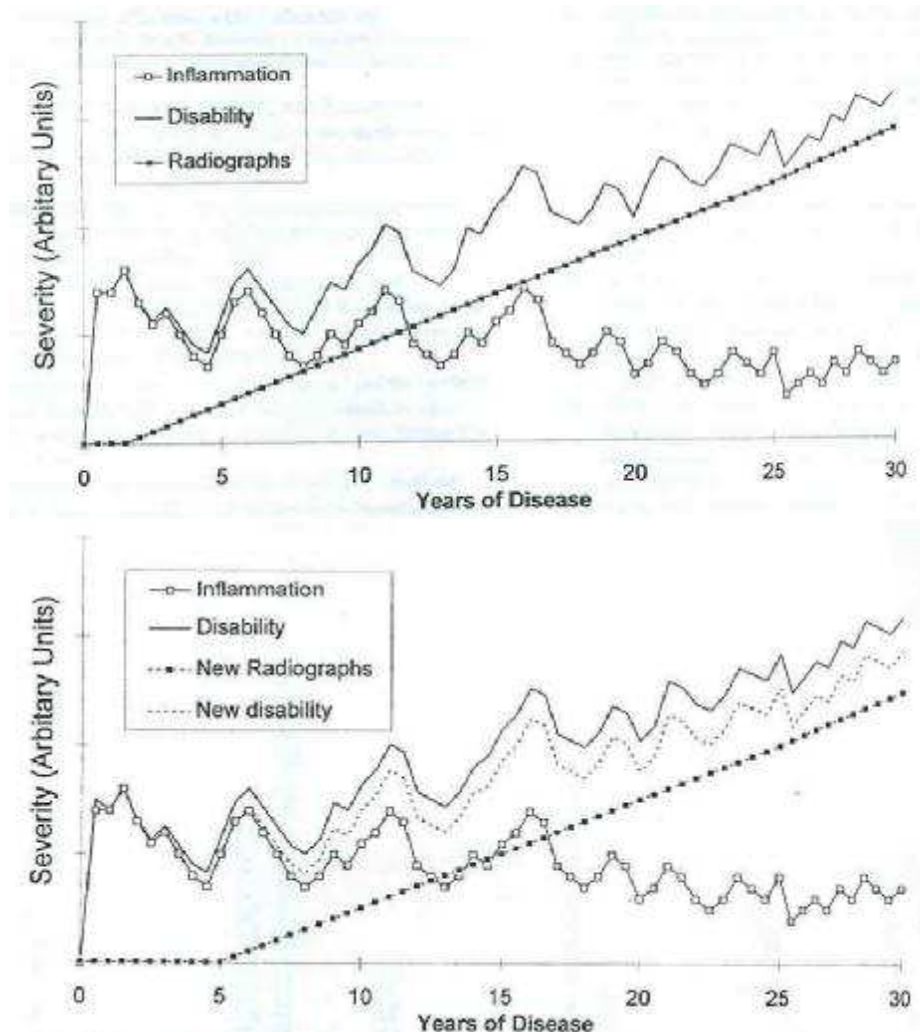 Inflammation
Disability
Radiographs
Severity (Arbitary Units)
0 5 10 15 20 25 30
Years of Disease
Inflammation
Disability
New Radiographs
New disability
Severity (Arbitary Units)
0 5 10 15 20 25 30
Years of Disease